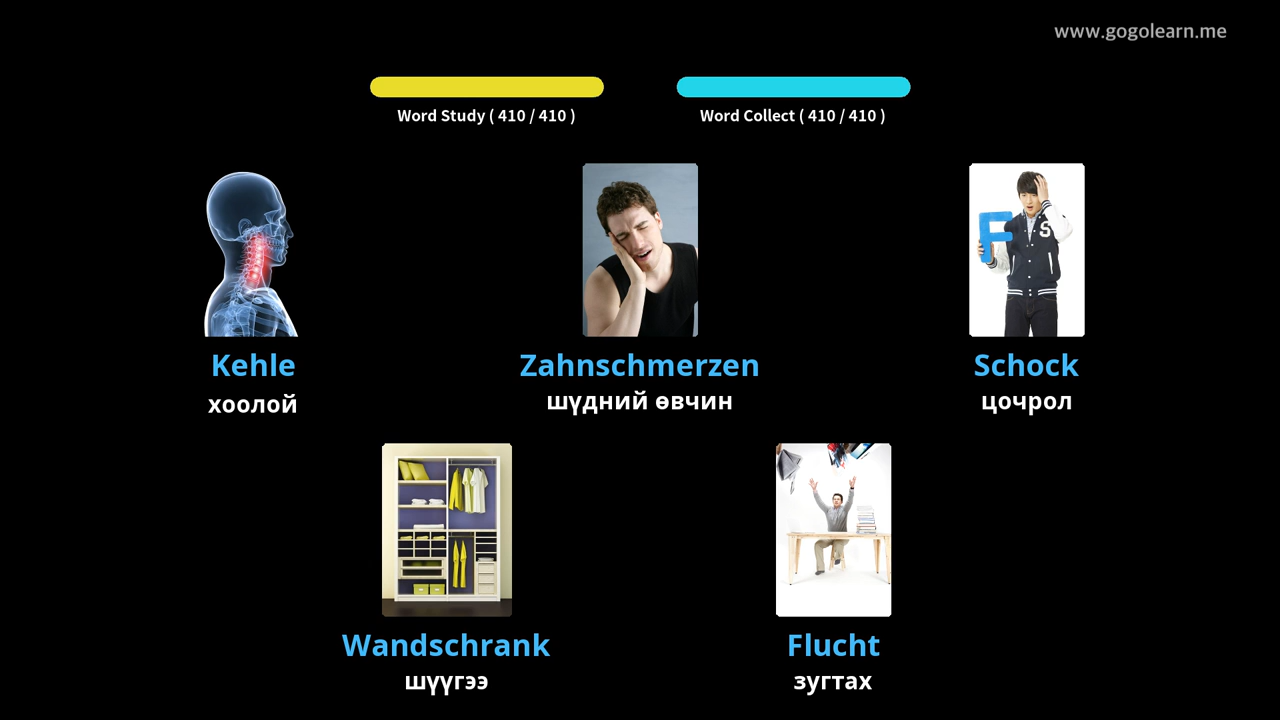 www.gogolearn.me
Word Study ( 410 / 410 )
Word Collect ( 410 / 410 )
F
S
Kehle
хоолой
Zahnschmerzen
шүдний өвчин
Schock
цочрол
Wandschrank
шүүгээ
Flucht
зугтах